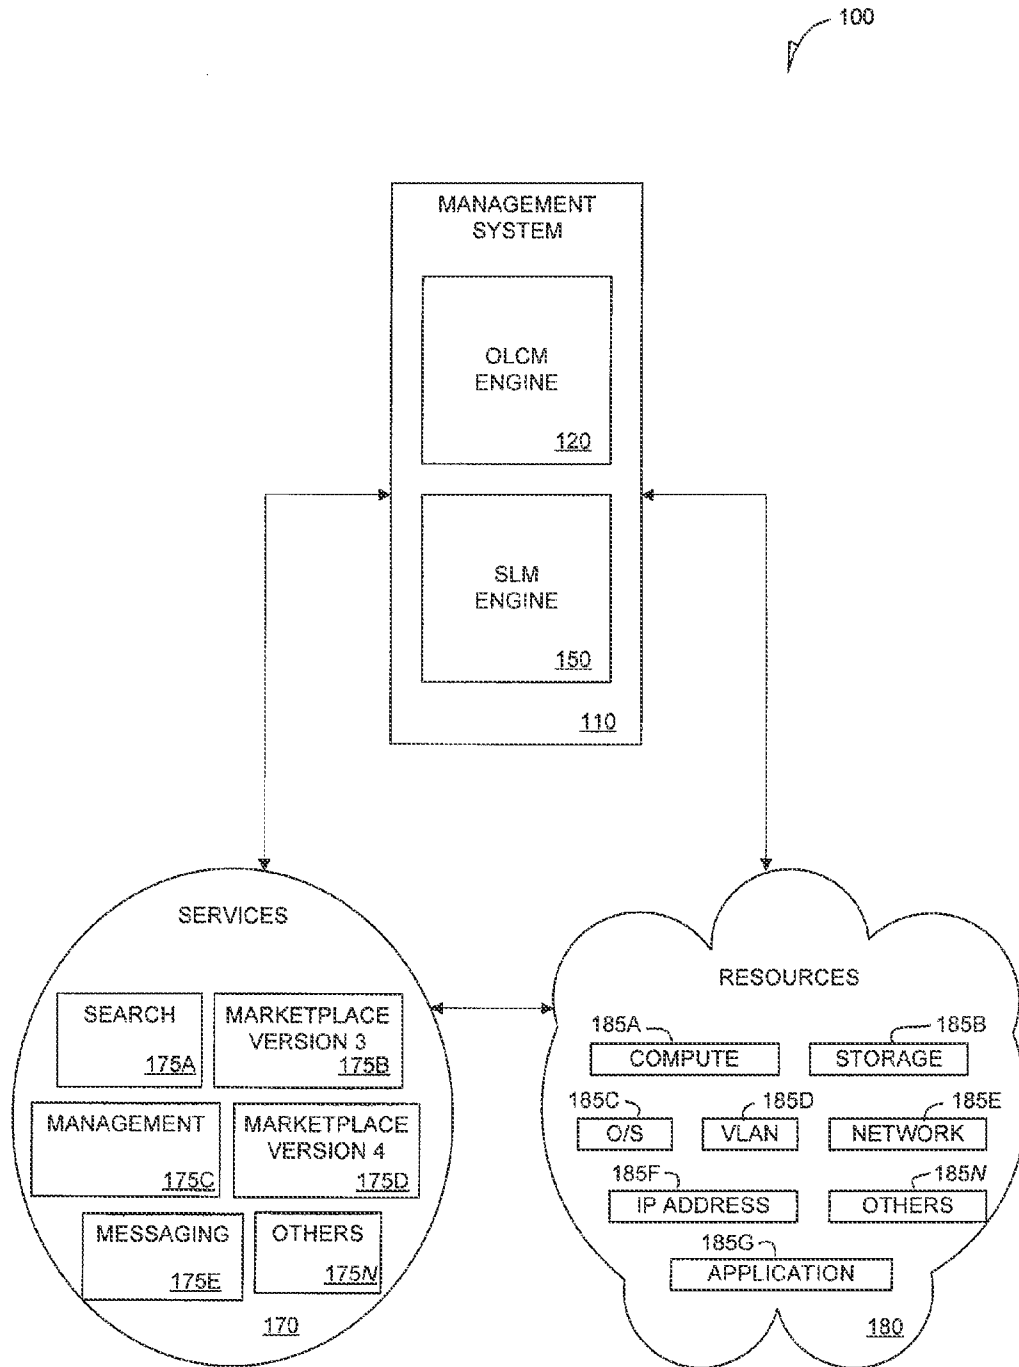 100
MANAGEMENT
SYSTEM
OLCM
ENGINE
120
SLM
ENGINE
150
110
SERVICES
SEARCH
175A
MARKETPLACE
VERSION 3
175B
MANAGEMENT
175C
MARKETPLACE
VERSION 4
175D
MESSAGING
175E
OTHERS
175N
170
RESOURCES
185A
COMPUTE
185B
STORAGE
185C
O/S
185D
VLAN
185E
NETWORK
185F
IP ADDRESS
185N
OTHERS
185G
APPLICATION
180